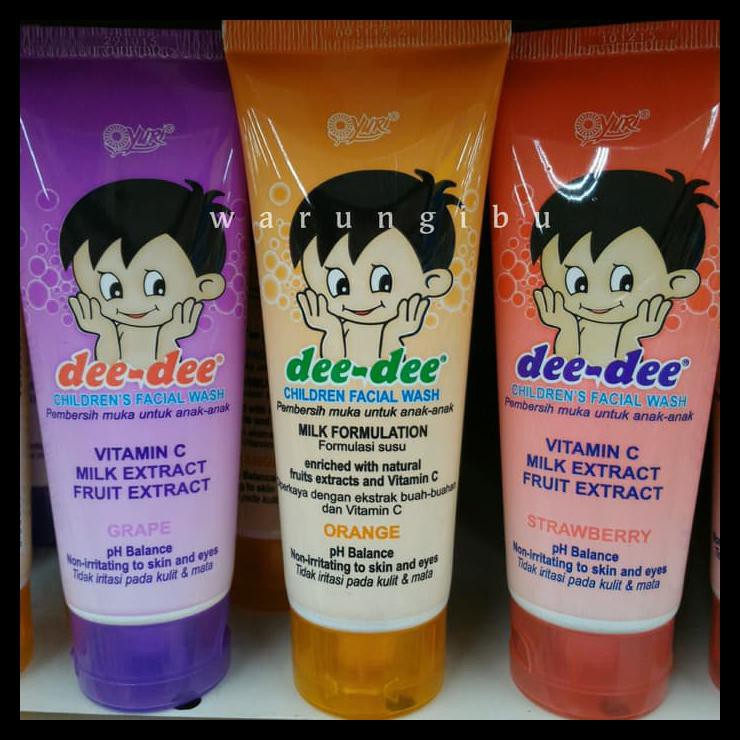 291015
YURI
dee-dee®
CHILDREN'S FACIAL WASH
Pembersih muka untuk anak-anak
VITAMIN C
MILK EXTRACT
FRUIT EXTRACT
GRAPE
pH Balance
Non-irritating to skin and eyes
Tidak iritasi pada kulit & mata
YURI
dee-dee®
CHILDREN FACIAL WASH
Pembersih muka untuk anak-anak
MILK FORMULATION
Formulasi susu
enriched with natural
fruits extracts and Vitamin C
perkaya dengan ekstrak buah-buahan
dan Vitamin C
ORANGE
pH Balance
Non-irritating to skin and eyes
Tidak iritasi pada kulit & mata
101215
YURI
dee-dee®
CHILDREN'S FACIAL WASH
Pembersih muka untuk anak-anak
VITAMIN C
MILK EXTRACT
FRUIT EXTRACT
STRAWBERRY
pH Balance
Non-irritating to skin and eyes
Tidak iritasi pada kulit & mata
warungibu